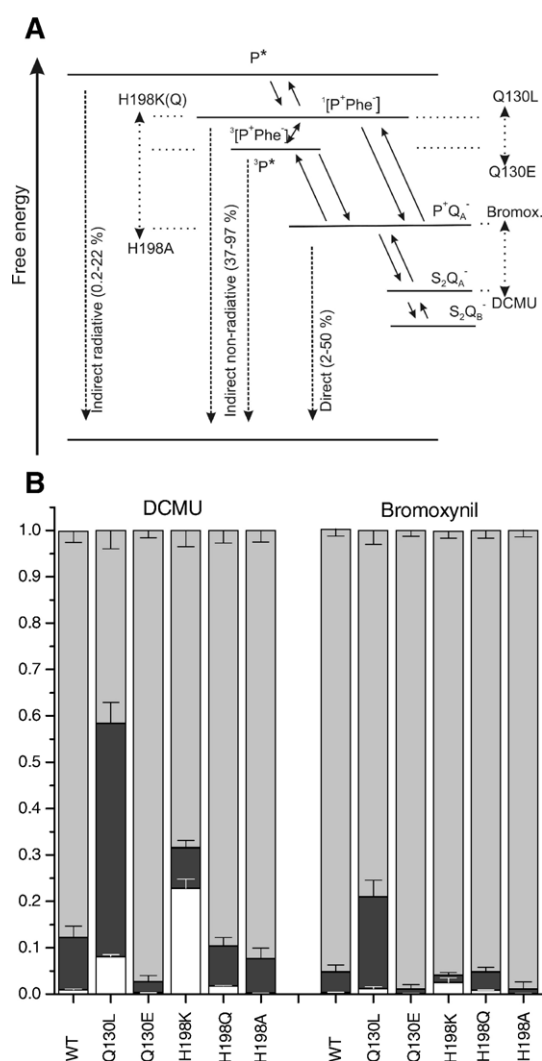 A
Free energy
P*
H198K(Q)
¹[P⁺Phe⁻]
Q130L
³[P⁺Phe⁻]
³P*
Q130E
H198A
P⁺Q_A⁻
Bromox.
S₂Q_A⁻
DCMU
S₂Q_B⁻
Indirect radiative (0.2-22 %)
Indirect non-radiative (37-97 %)
Direct (2-50 %)
B
DCMU
Bromoxynil
1.0
0.9
0.8
0.7
0.6
0.5
0.4
0.3
0.2
0.1
0.0
WT
Q130L
Q130E
H198K
H198Q
H198A
WT
Q130L
Q130E
H198K
H198Q
H198A